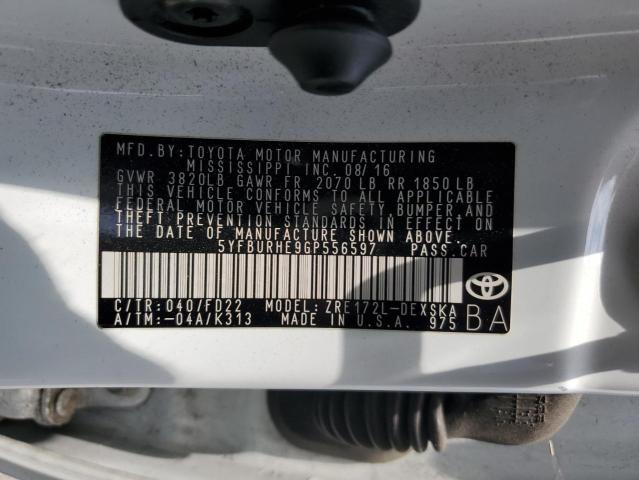 MFD.BY:TOYOTA MOTOR MANUFACTURING
MISSISSIPPI INC. 08/16
GVWR 3820LB GAWR FR 2070 LB RR 1850 LB
THIS VEHICLE CONFORMS TO ALL APPLICABLE
FEDERAL MOTOR VEHICLE SAFETY, BUMPER AND
THEFT PREVENTION STANDARDS IN EFFECT ON
THE DATE OF MANUFACTURE SHOWN ABOVE.
5YFBURHE9GP556597 PASS.CAR
C/TR: 040/FD22 MODEL: ZRE172L-DEXSKA
A/TM:-04A/K313 MADE IN U.S.A. 975 BA